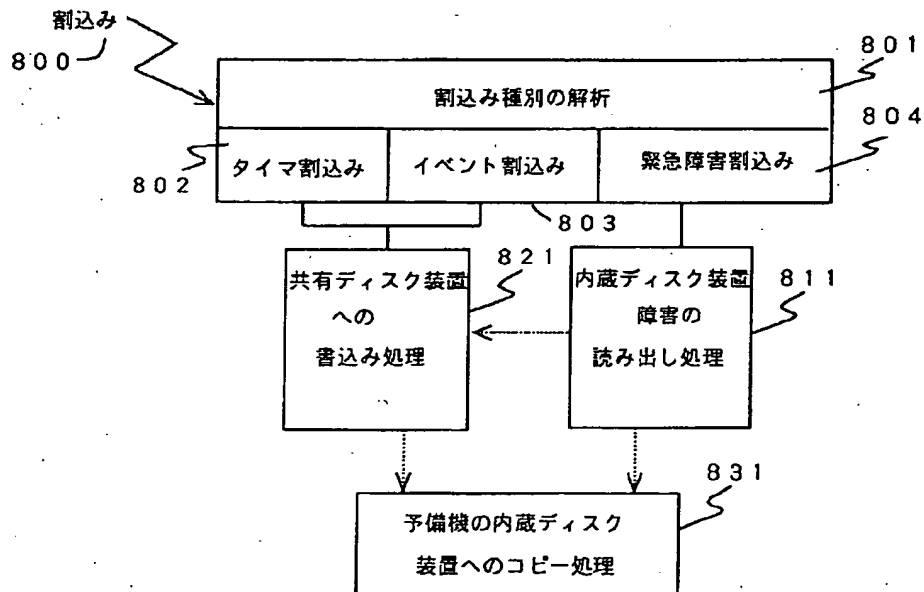 割込み
800
801
割込み種別の解析
804
タイマ割込み
イベント割込み
緊急障害割込み
802
803
821
811
共有ディスク装置
への
書込み処理
内蔵ディスク装置
障害の
読み出し処理
831
予備機の内蔵ディスク
装置へのコピー処理